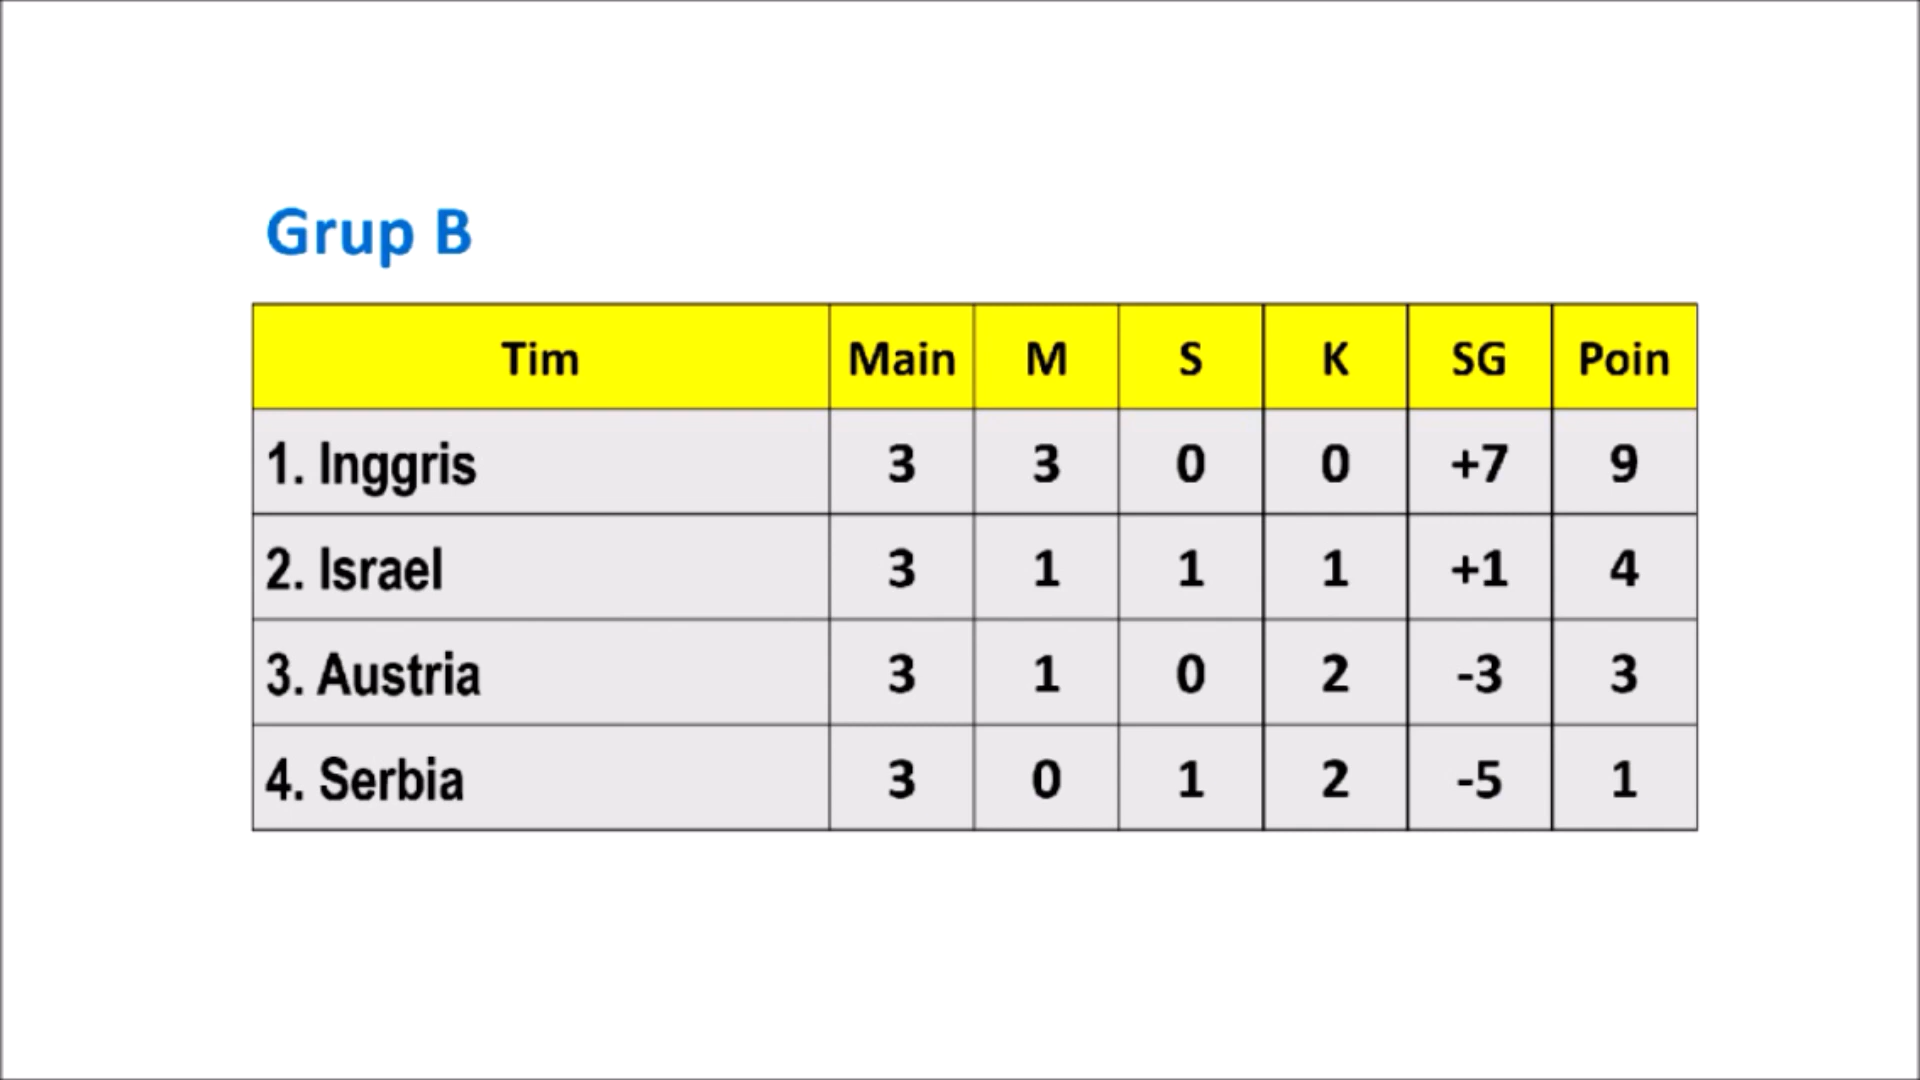 Grup B
Tim Main M S K SG Poin
1. Inggris 3 3 0 0 +7 9
2. Israel 3 1 1 1 +1 4
3. Austria 3 1 0 2 -3 3
4. Serbia 3 0 1 2 -5 1